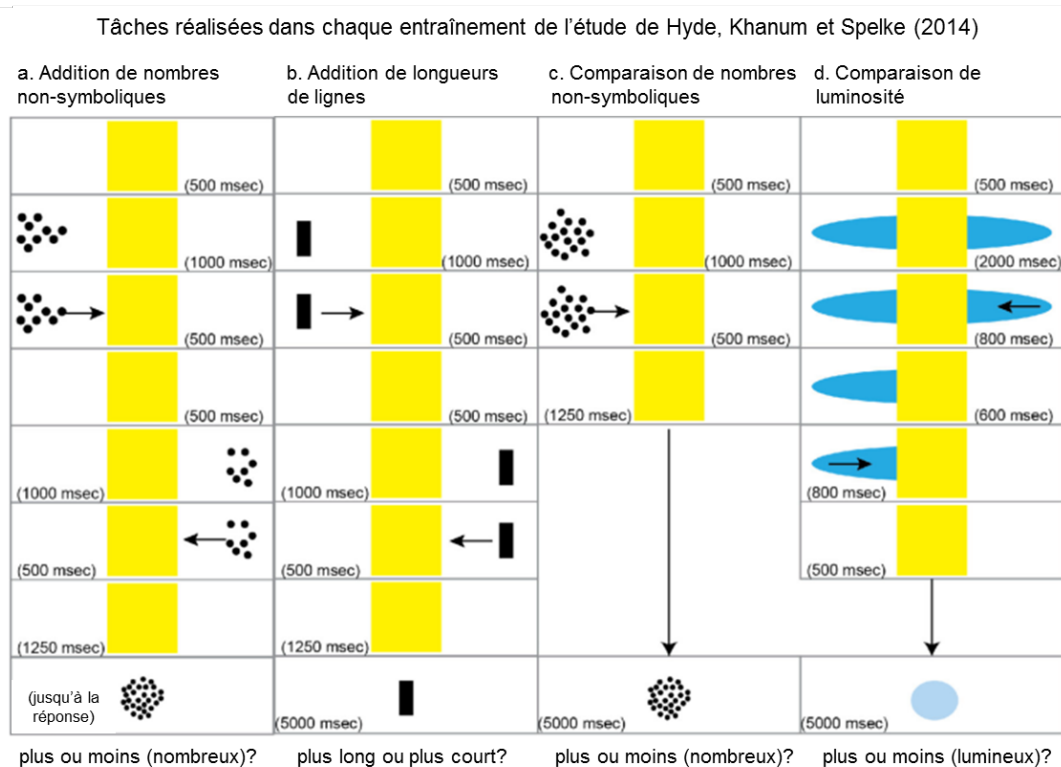 Tâches réalisées dans chaque entraînement de l'étude de Hyde, Khanum et Spelke (2014)
a. Addition de nombres
non-symboliques
b. Addition de longueurs
de lignes
c. Comparaison de nombres
non-symboliques
d. Comparaison de
luminosité
(500 msec)
(500 msec)
(500 msec)
(500 msec)
(1000 msec)
(1000 msec)
(1000 msec)
(2000 msec)
(500 msec)
(500 msec)
(500 msec)
(800 msec)
(500 msec)
(500 msec)
(1250 msec)
(600 msec)
(1000 msec)
(1000 msec)
(800 msec)
(500 msec)
(500 msec)
(500 msec)
(1250 msec)
(1250 msec)
(jusqu'à la
réponse)
(5000 msec)
(5000 msec)
(5000 msec)
plus ou moins (nombreux)?
plus long ou plus court?
plus ou moins (nombreux)?
plus ou moins (lumineux)?